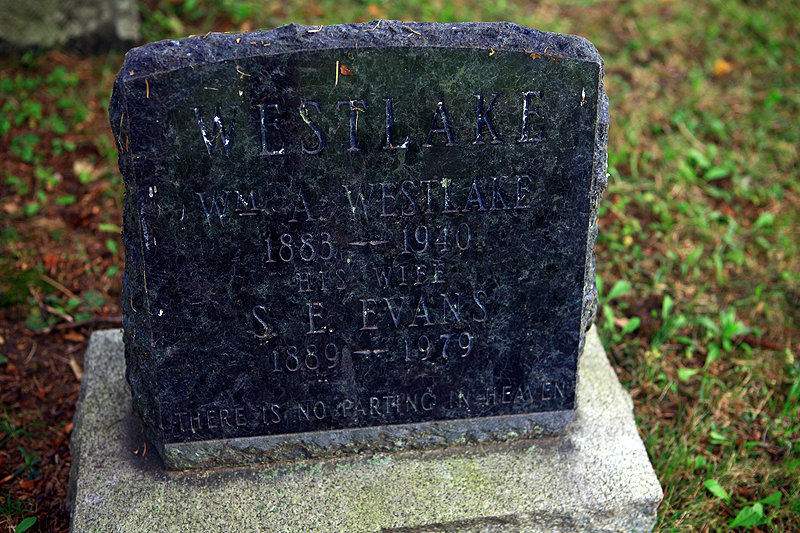 WESTLAKE
WM. A. WESTLAKE
1883 — 1940
HIS WIFE
S. E. EVANS
1889 — 1979
THERE IS NO PARTING IN HEAVEN